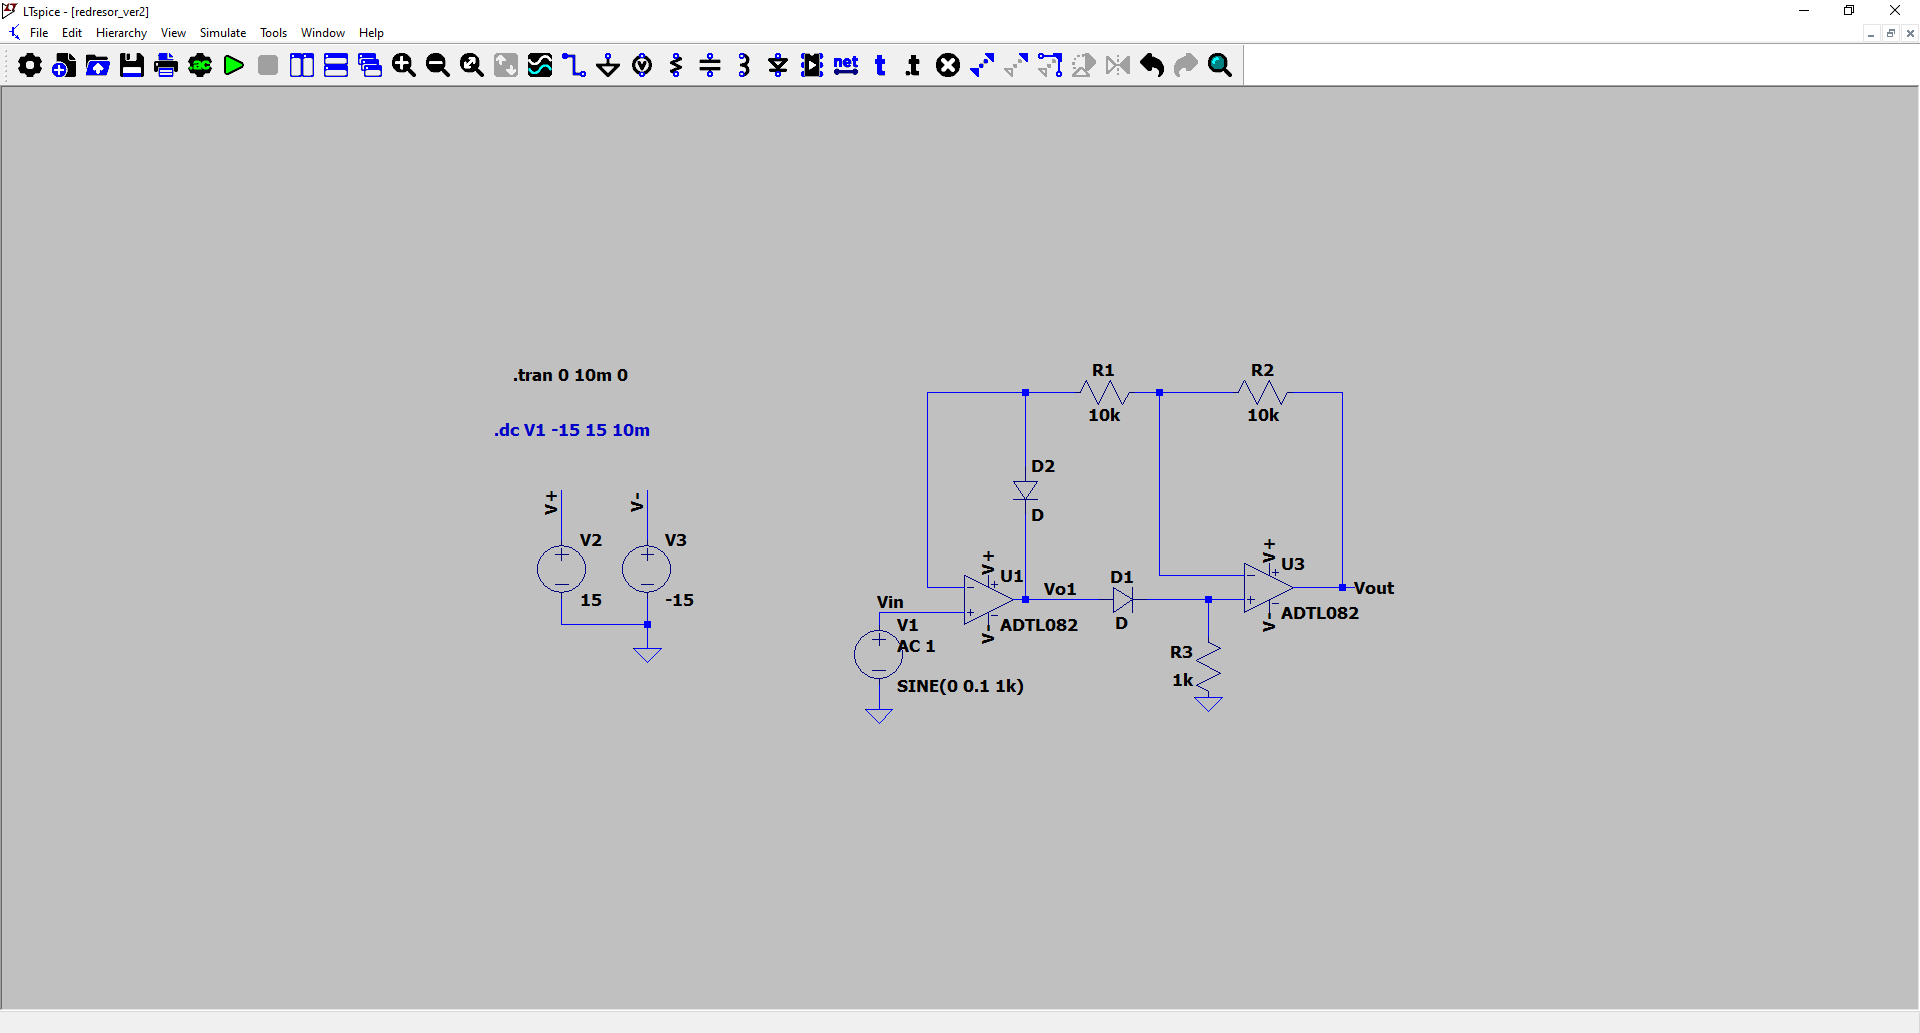 LTspice - [redresor_ver2]
File Edit Hierarchy View Simulate Tools Window Help
.ac
net
t
.t
.tran 0 10m 0
.dc V1 -15 15 10m
V+
V-
V2
15
V3
-15
R1
10k
R2
10k
D2
D
Vin
V1
AC 1
SINE(0 0.1 1k)
V+
U1
V-
ADTL082
Vo1
D1
D
V+
U3
V-
ADTL082
Vout
R3
1k